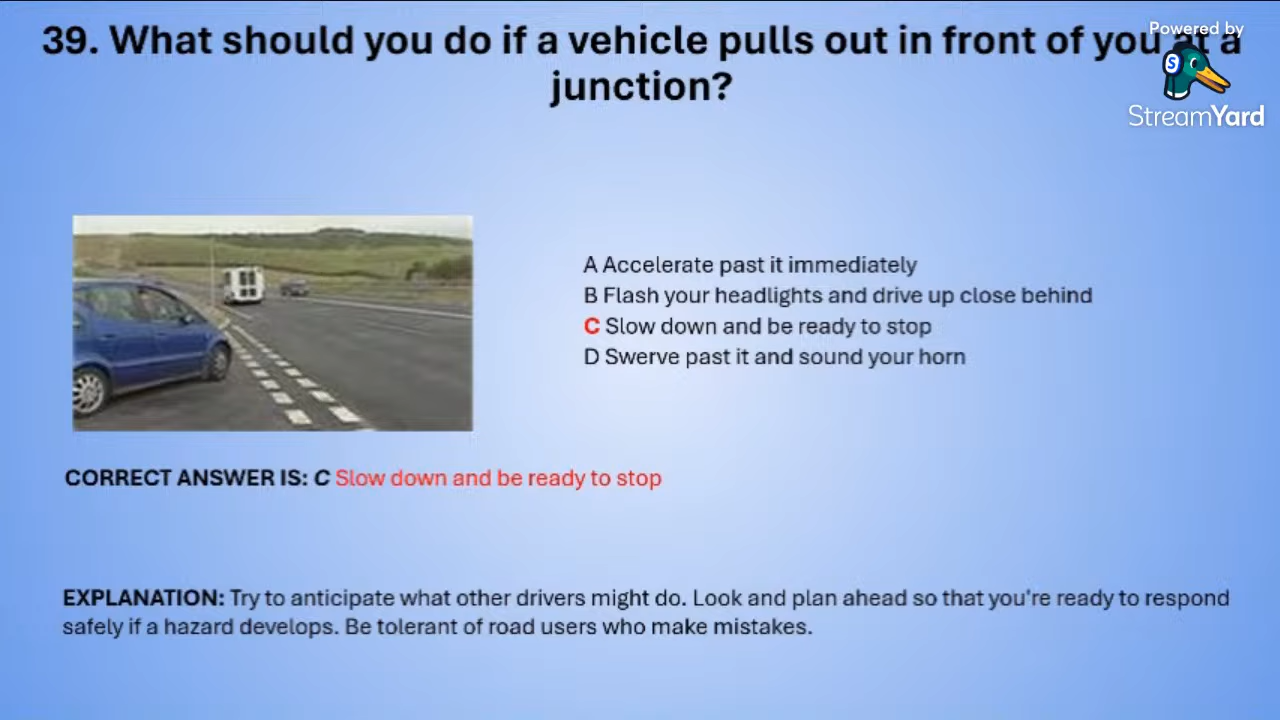 39. What should you do if a vehicle pulls out in front of you at a
junction?
Powered by
S
StreamYard
A Accelerate past it immediately
B Flash your headlights and drive up close behind
C Slow down and be ready to stop
D Swerve past it and sound your horn
CORRECT ANSWER IS: C Slow down and be ready to stop
EXPLANATION: Try to anticipate what other drivers might do. Look and plan ahead so that you're ready to respond
safely if a hazard develops. Be tolerant of road users who make mistakes.